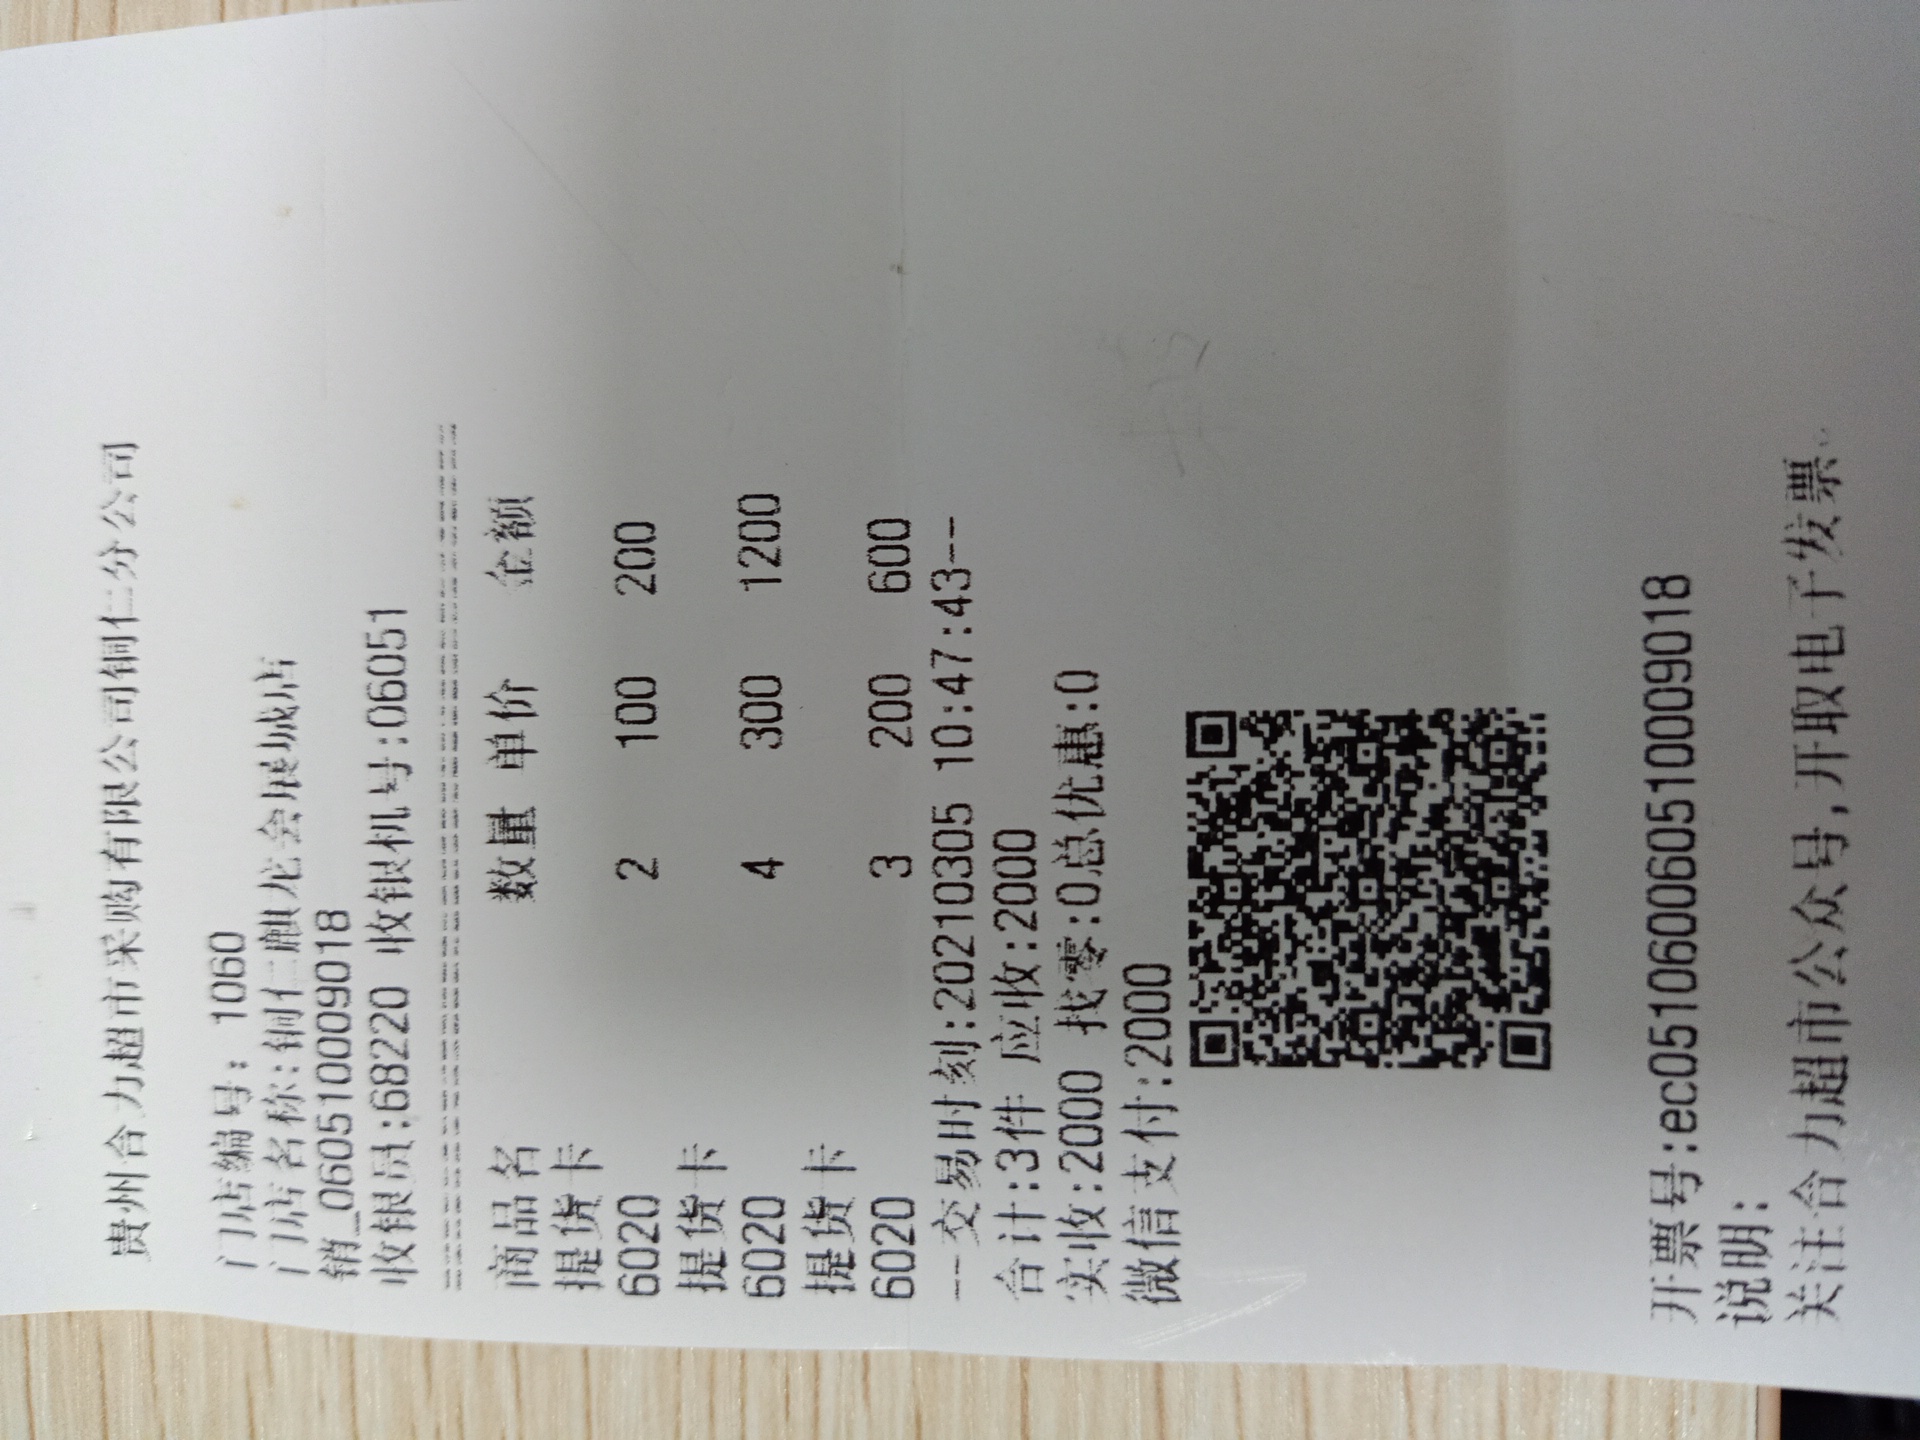 贵州合力超市采购有限公司铜仁分公司
门店编号: 1060
门店名称:铜仁麒龙会展城店
销_060510009018
收银员:68220 收银机号:06051
商品名 数量 单价 金额
提货卡
6020 2 100 200
提货卡
6020 4 300 1200
提货卡
6020 3 200 600
--交易时刻:20210305 10:47:43--
合计:3件 应收:2000
实收:2000 找零:0总优惠:0
微信支付:2000
开票号:ec051060060510009018
说明:
关注合力超市公众号,开取电子发票。